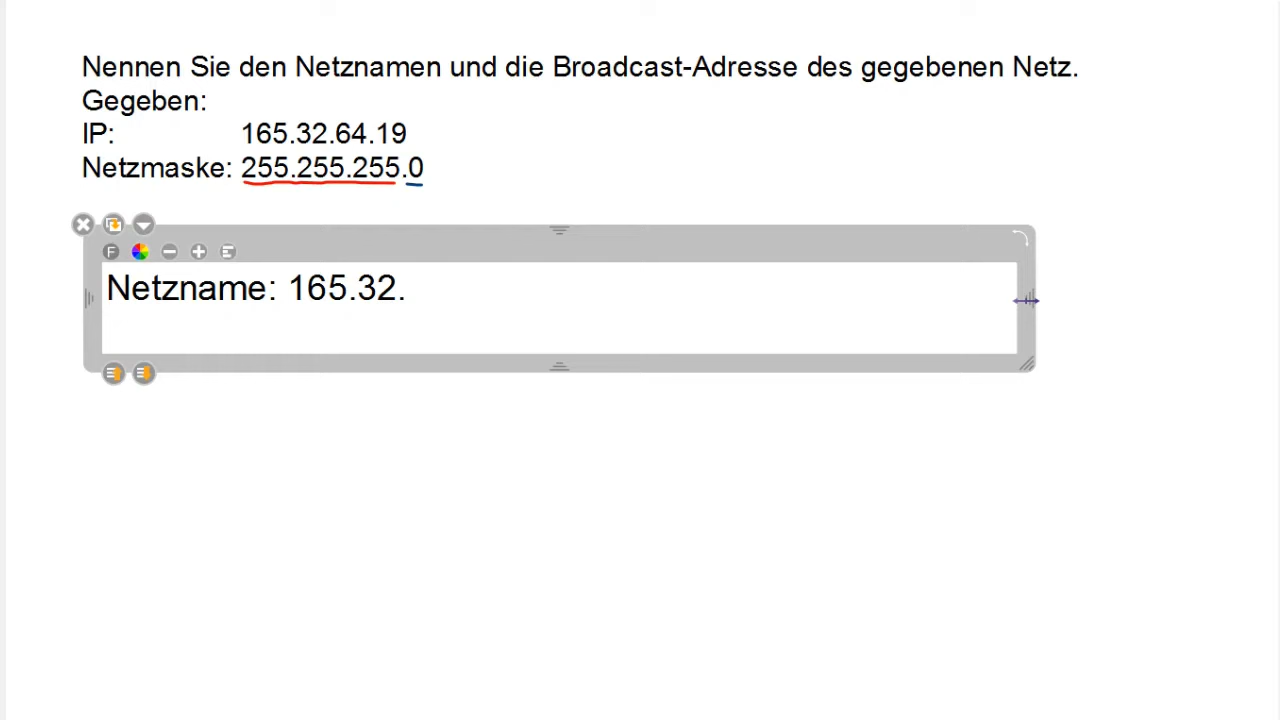 Nennen Sie den Netznamen und die Broadcast-Adresse des gegebenen Netz.
Gegeben:
IP: 165.32.64.19
Netzmaske: 255.255.255.0
F
Netzname: 165.32.